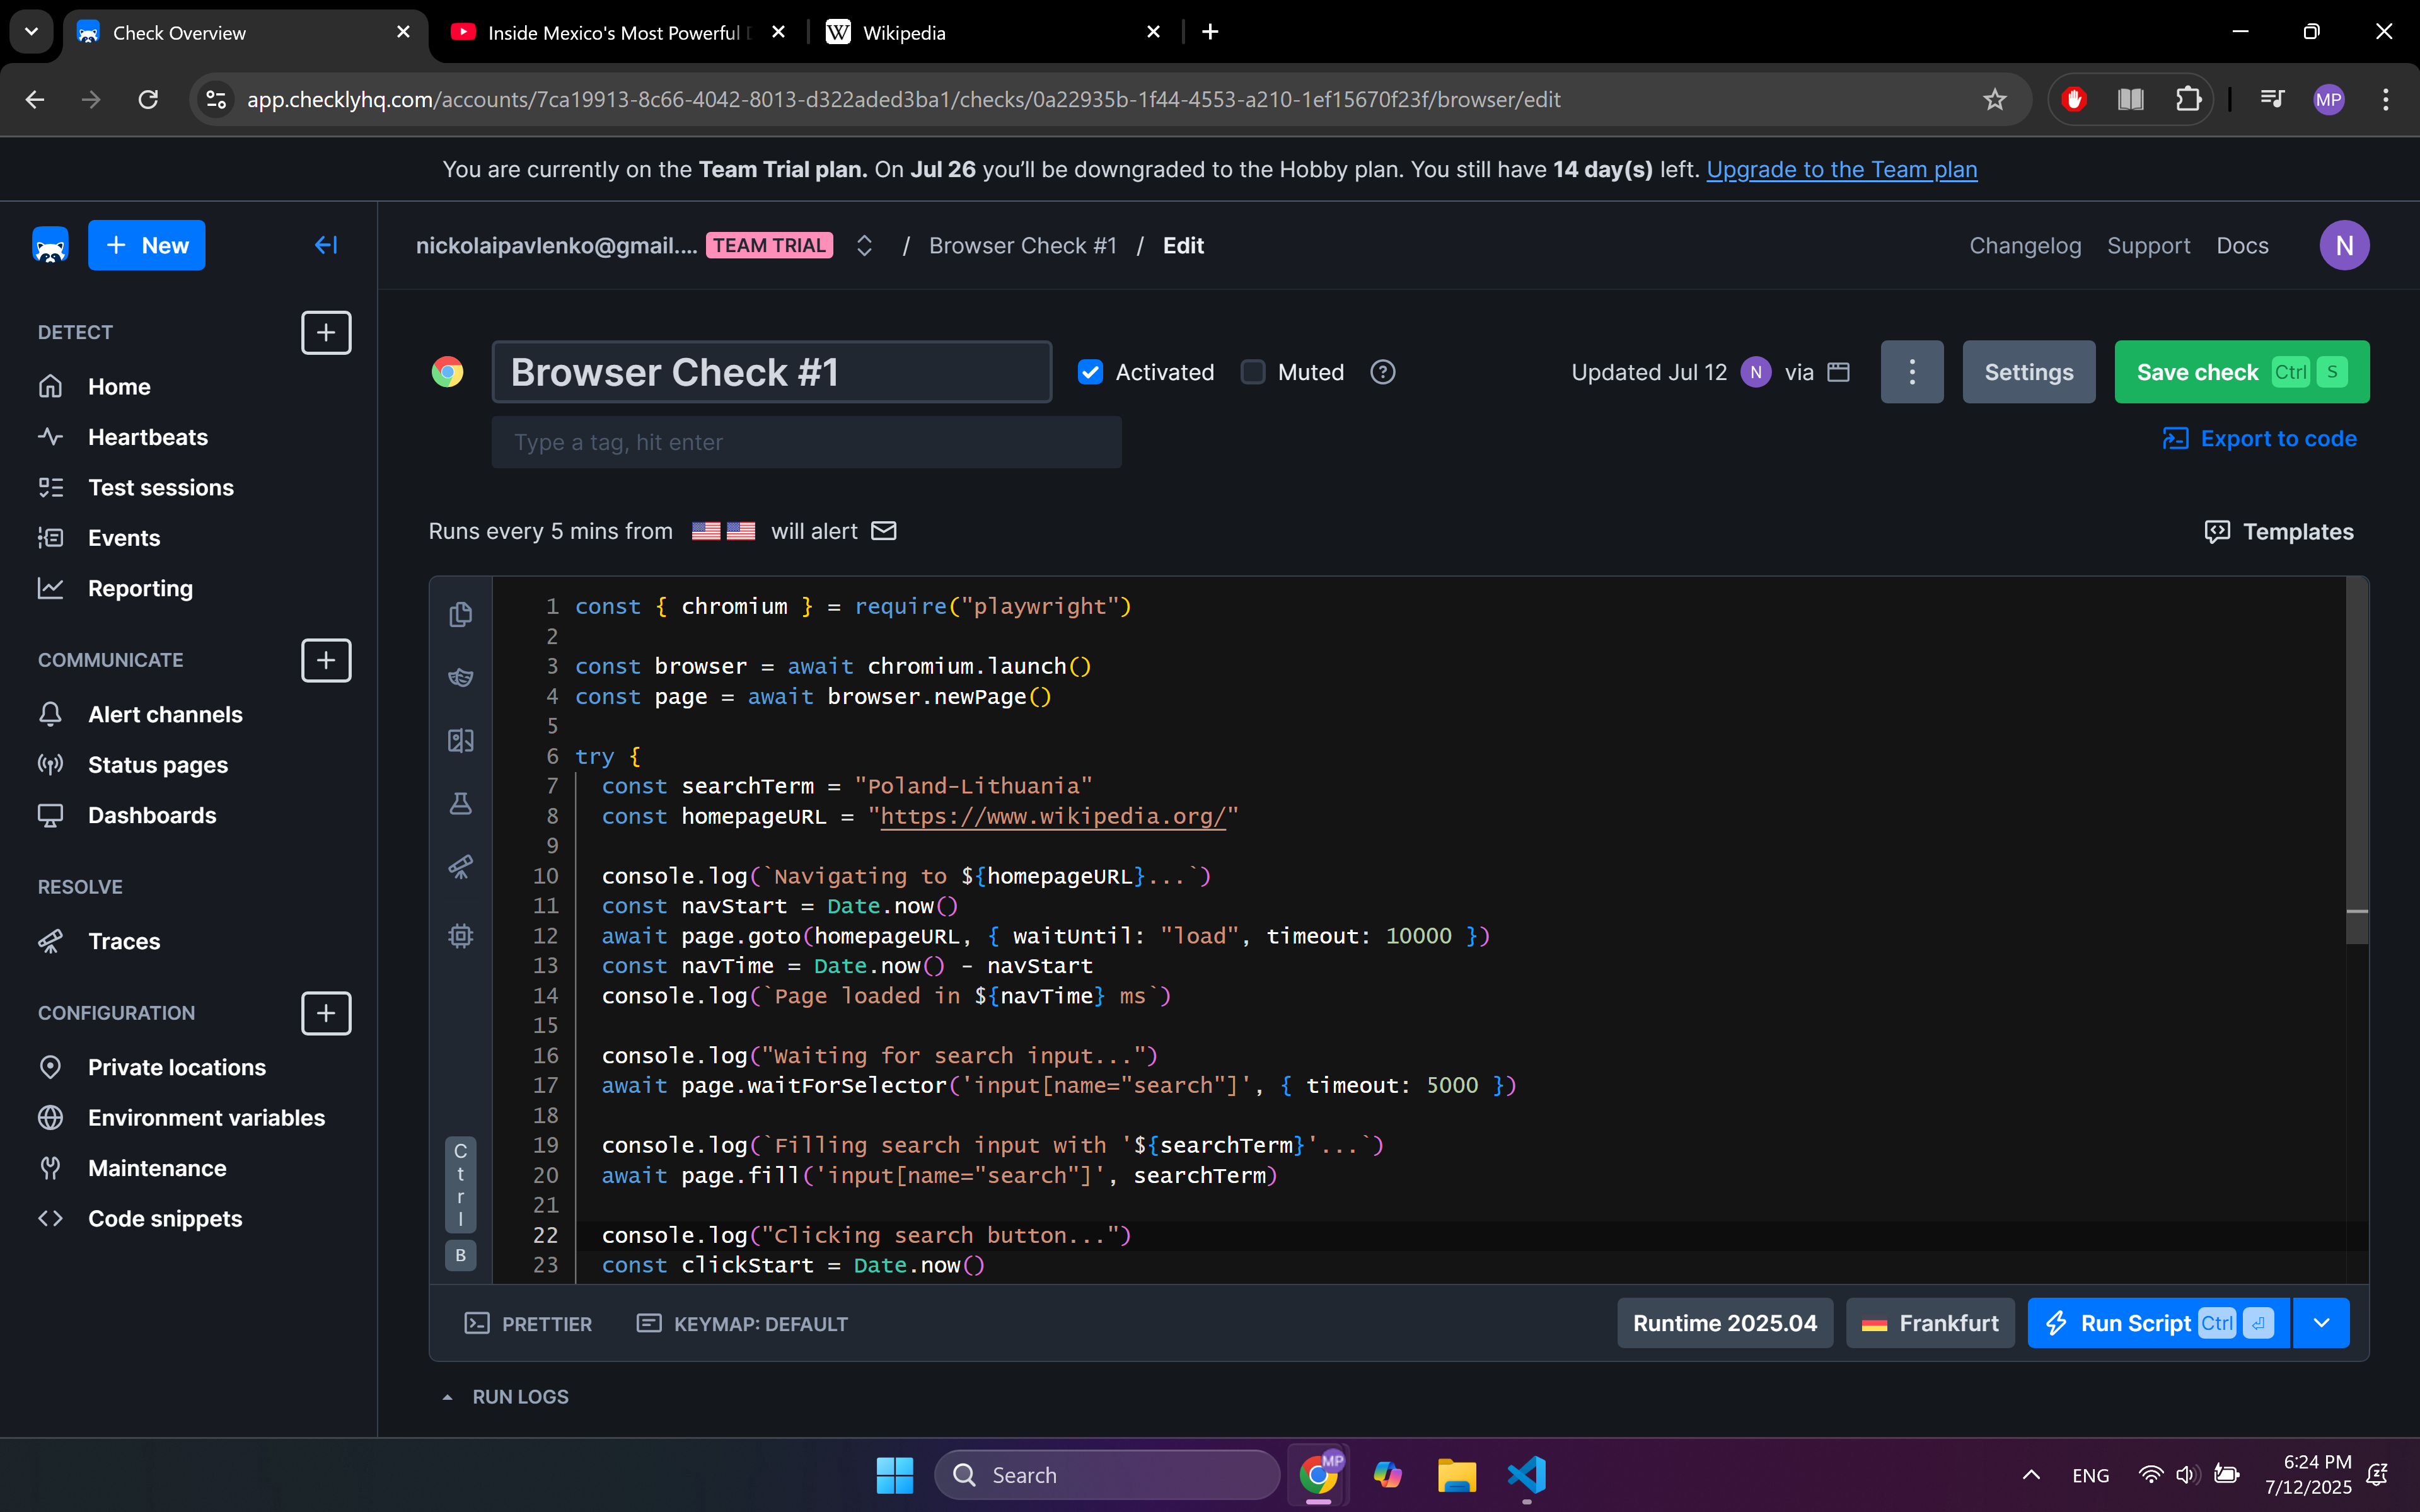 Check Overview
Inside Mexico's Most Powerful
Wikipedia
app.checklyhq.com/accounts/7ca19913-8c66-4042-8013-d322aded3ba1/checks/0a22935b-1f44-4553-a210-1ef15670f23f/browser/edit
MP
You are currently on the Team Trial plan. On Jul 26 you’ll be downgraded to the Hobby plan. You still have 14 day(s) left. Upgrade to the Team plan
+ New
nickolaipavlenko@gmail.... TEAM TRIAL / Browser Check #1 / Edit
Changelog Support Docs N
DETECT
Home
Heartbeats
Test sessions
Events
Reporting
COMMUNICATE
Alert channels
Status pages
Dashboards
RESOLVE
Traces
CONFIGURATION
Private locations
Environment variables
Maintenance
Code snippets
Browser Check #1
Activated Muted ?
Updated Jul 12 N via
Settings
Save check Ctrl S
Type a tag, hit enter
Export to code
Runs every 5 mins from will alert
Templates
1 const { chromium } = require("playwright")
2
3 const browser = await chromium.launch()
4 const page = await browser.newPage()
5
6 try {
7 const searchTerm = "Poland-Lithuania"
8 const homepageURL = "https://www.wikipedia.org/"
9
10 console.log(`Navigating to ${homepageURL}...`)
11 const navStart = Date.now()
12 await page.goto(homepageURL, { waitUntil: "load", timeout: 10000 })
13 const navTime = Date.now() - navStart
14 console.log(`Page loaded in ${navTime} ms`)
15
16 console.log("Waiting for search input...")
17 await page.waitForSelector('input[name="search"]', { timeout: 5000 })
18
19 console.log(`Filling search input with '${searchTerm}'...`)
20 await page.fill('input[name="search"]', searchTerm)
21
22 console.log("Clicking search button...")
23 const clickStart = Date.now()
Ctrl
B
PRETTIER
KEYMAP: DEFAULT
Runtime 2025.04
Frankfurt
Run Script Ctrl ⏎
RUN LOGS
Search
MP
ENG
6:24 PM
7/12/2025